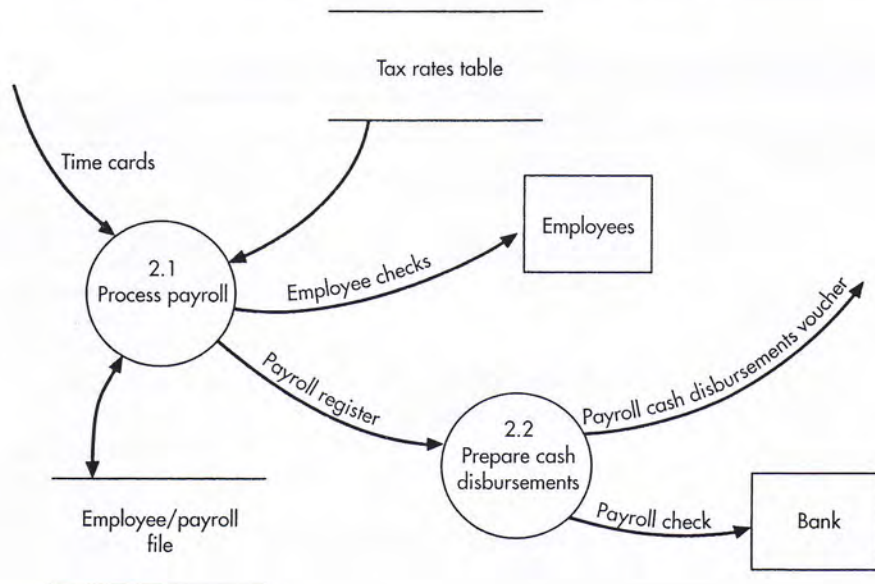 Tax rates table
Time cards
Employees
2.1
Process payroll
Employee checks
Payroll cash disbursements voucher
Payroll register
2.2
Prepare cash
disbursements
Employee/payroll
file
Payroll check
Bank